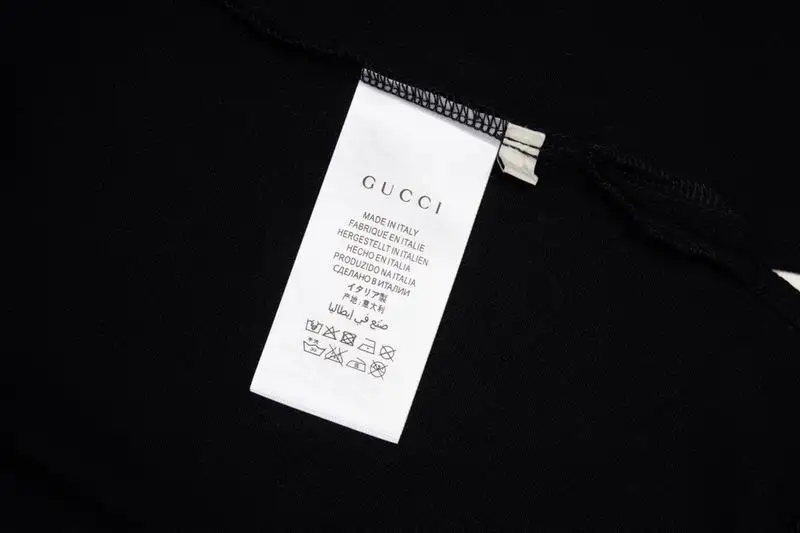 GUCCI
MADE IN ITALY
FABRIQUE EN ITALIE
HERGESTELLT IN ITALIEN
HECHO EN ITALIA
PRODUZIDO NA ITALIA
СДЕЛАНО В ИТАЛИИ
イタリア製
产地:意大利
صنع في إيطاليا